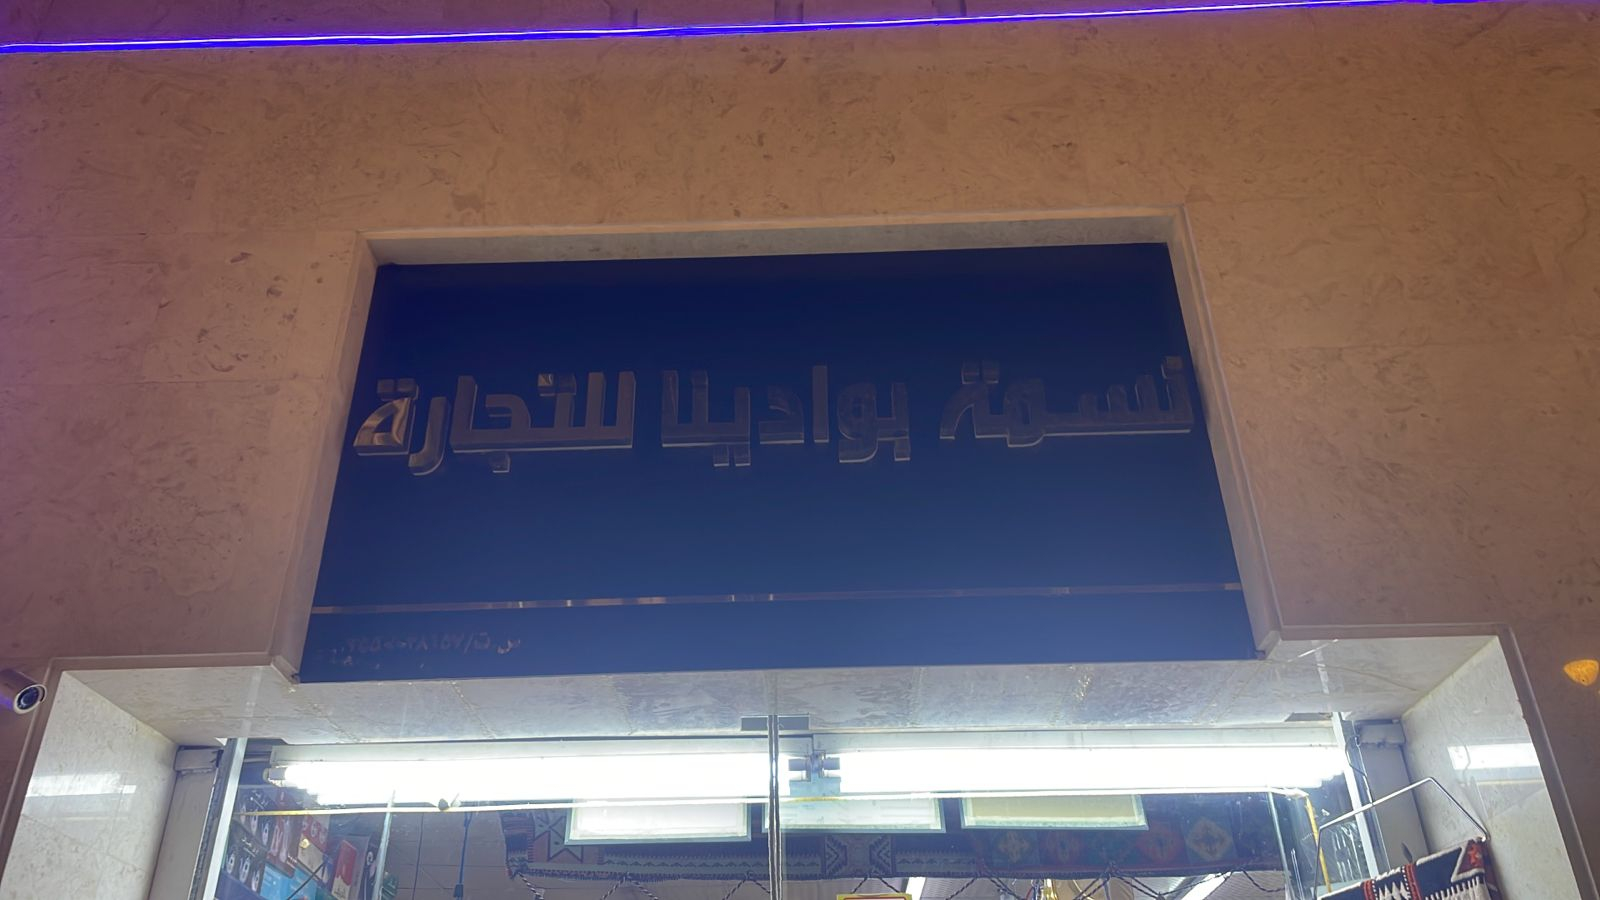 نسمة بوادينا للتجارة
س ت/